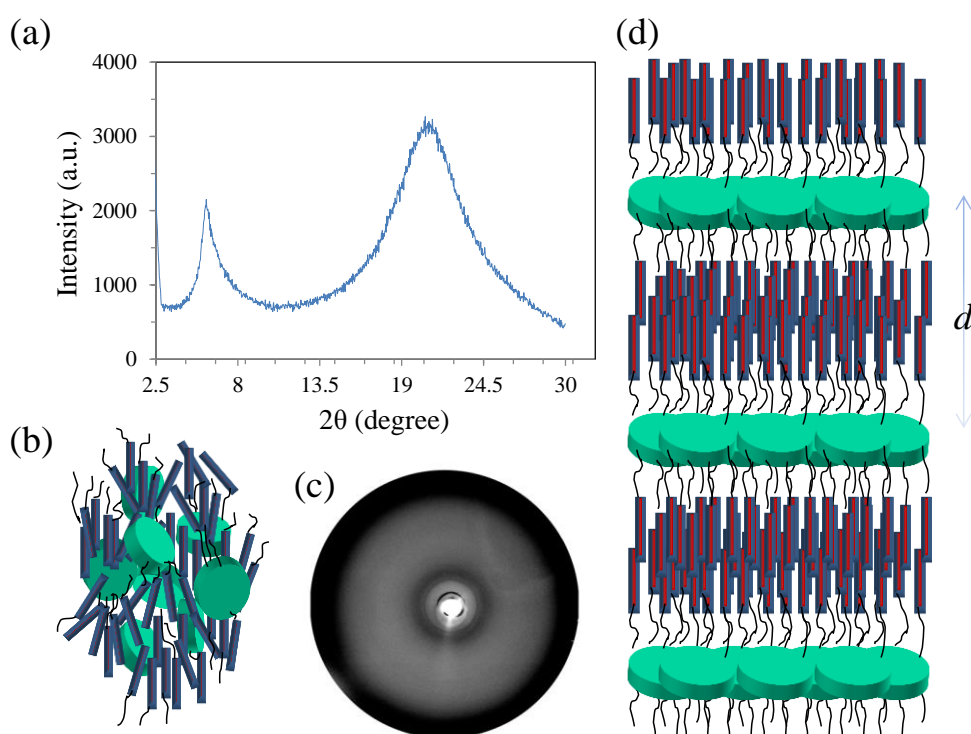 (a)
4000
3000
2000
1000
0
2.5 8 13.5 19 24.5 30
Intensity (a.u.)
2θ (degree)
(b)
(c)
(d)
d